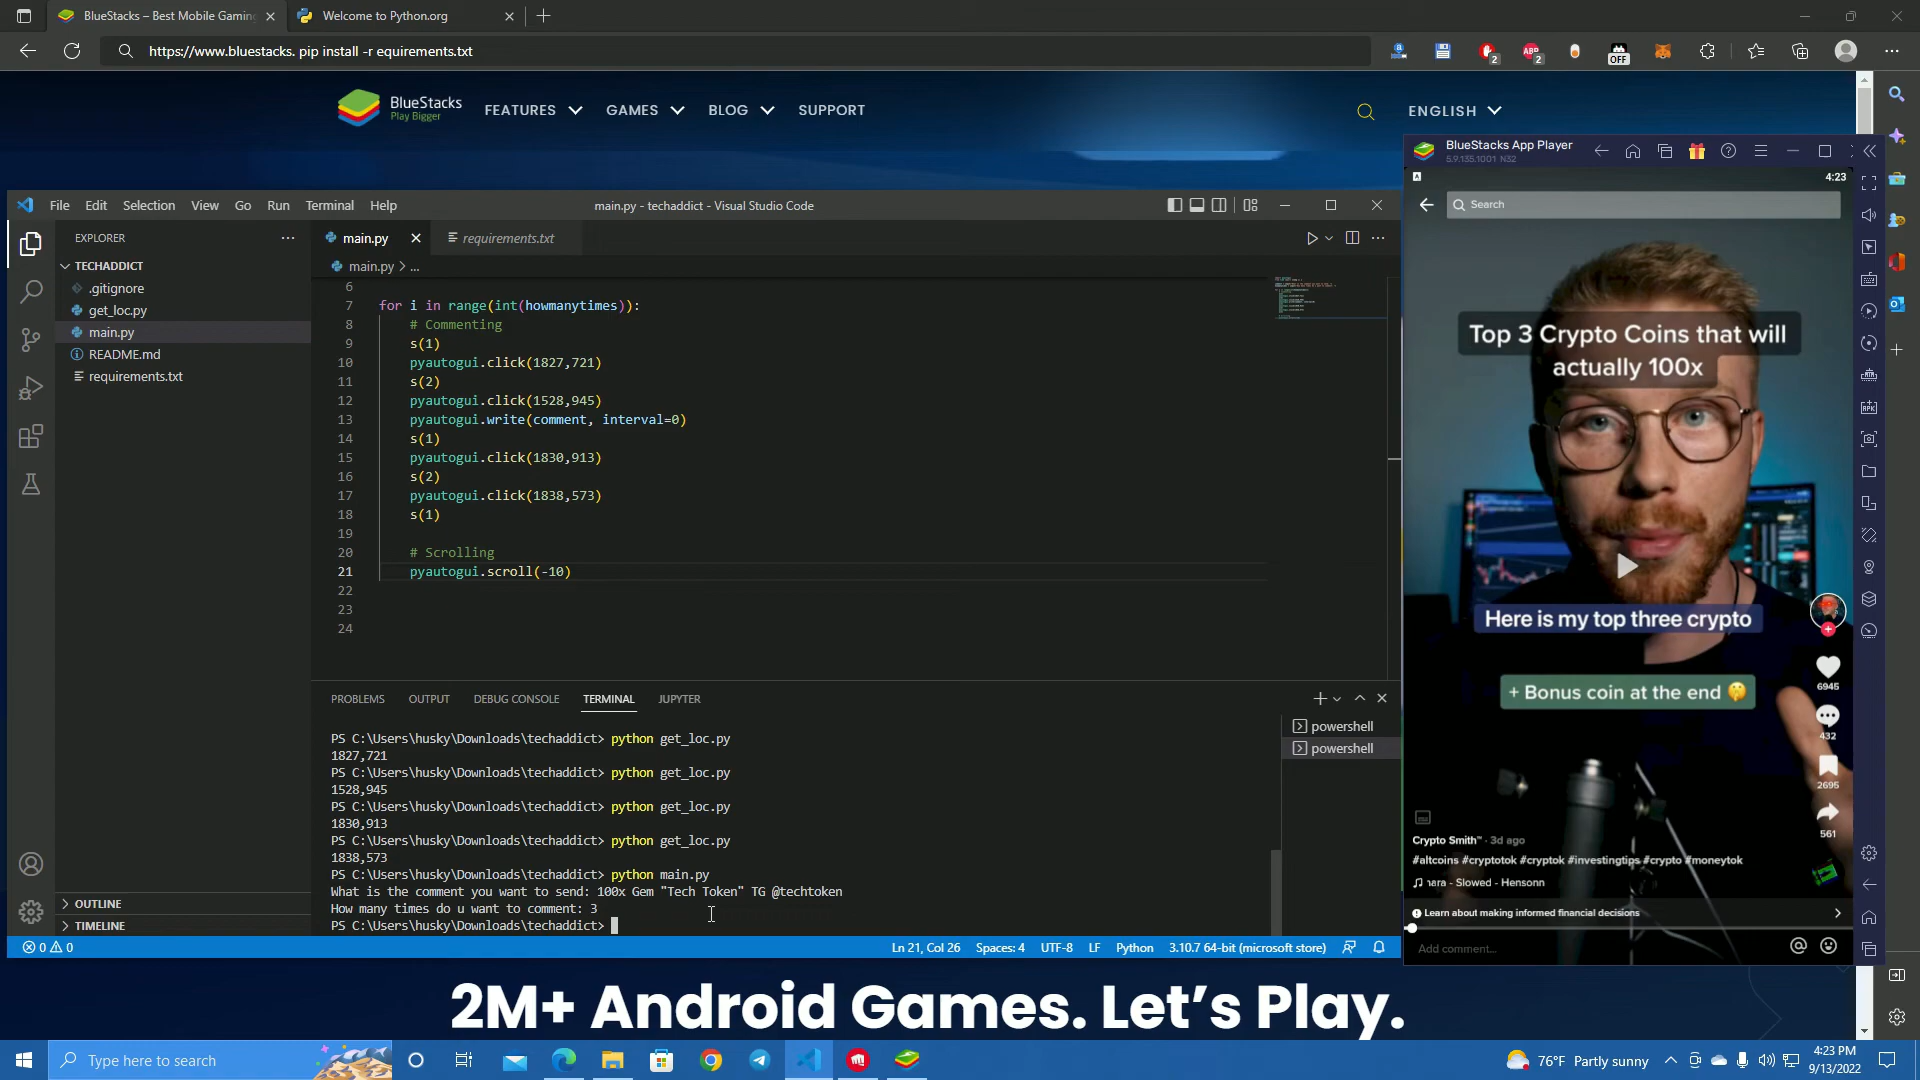 BlueStacks – Best Mobile Gaming
Welcome to Python.org
https://www.bluestacks. pip install -r equirements.txt
2
ABP
2
OFF
BlueStacks
Play Bigger
FEATURES
GAMES
BLOG
SUPPORT
ENGLISH
BlueStacks App Player
5.9.135.1001 N32
4:23
Search
Top 3 Crypto Coins that will
actually 100x
Here is my top three crypto
+ Bonus coin at the end 🤫
6945
432
2695
561
Crypto Smith™ · 3d ago
#altcoins #cryptotok #cryptok #investingtips #crypto #moneytok
nara - Slowed - Hensonn
Learn about making informed financial decisions
Add comment...
File Edit Selection View Go Run Terminal Help
main.py - techaddict - Visual Studio Code
EXPLORER
TECHADDICT
.gitignore
get_loc.py
main.py
README.md
requirements.txt
OUTLINE
TIMELINE
main.py
requirements.txt
main.py > ...
6
7 for i in range(int(howmanytimes)):
8 # Commenting
9 s(1)
10 pyautogui.click(1827,721)
11 s(2)
12 pyautogui.click(1528,945)
13 pyautogui.write(comment, interval=0)
14 s(1)
15 pyautogui.click(1830,913)
16 s(2)
17 pyautogui.click(1838,573)
18 s(1)
19
20 # Scrolling
21 pyautogui.scroll(-10)
22
23
24
PROBLEMS OUTPUT DEBUG CONSOLE TERMINAL JUPYTER
powershell
powershell
PS C:\Users\husky\Downloads\techaddict> python get_loc.py
1827,721
PS C:\Users\husky\Downloads\techaddict> python get_loc.py
1528,945
PS C:\Users\husky\Downloads\techaddict> python get_loc.py
1830,913
PS C:\Users\husky\Downloads\techaddict> python get_loc.py
1838,573
PS C:\Users\husky\Downloads\techaddict> python main.py
What is the comment you want to send: 100x Gem "Tech Token" TG @techtoken
How many times do u want to comment: 3
PS C:\Users\husky\Downloads\techaddict>
0 0
Ln 21, Col 26 Spaces: 4 UTF-8 LF Python 3.10.7 64-bit (microsoft store)
2M+ Android Games. Let's Play.
Type here to search
76°F Partly sunny
4:23 PM
9/13/2022